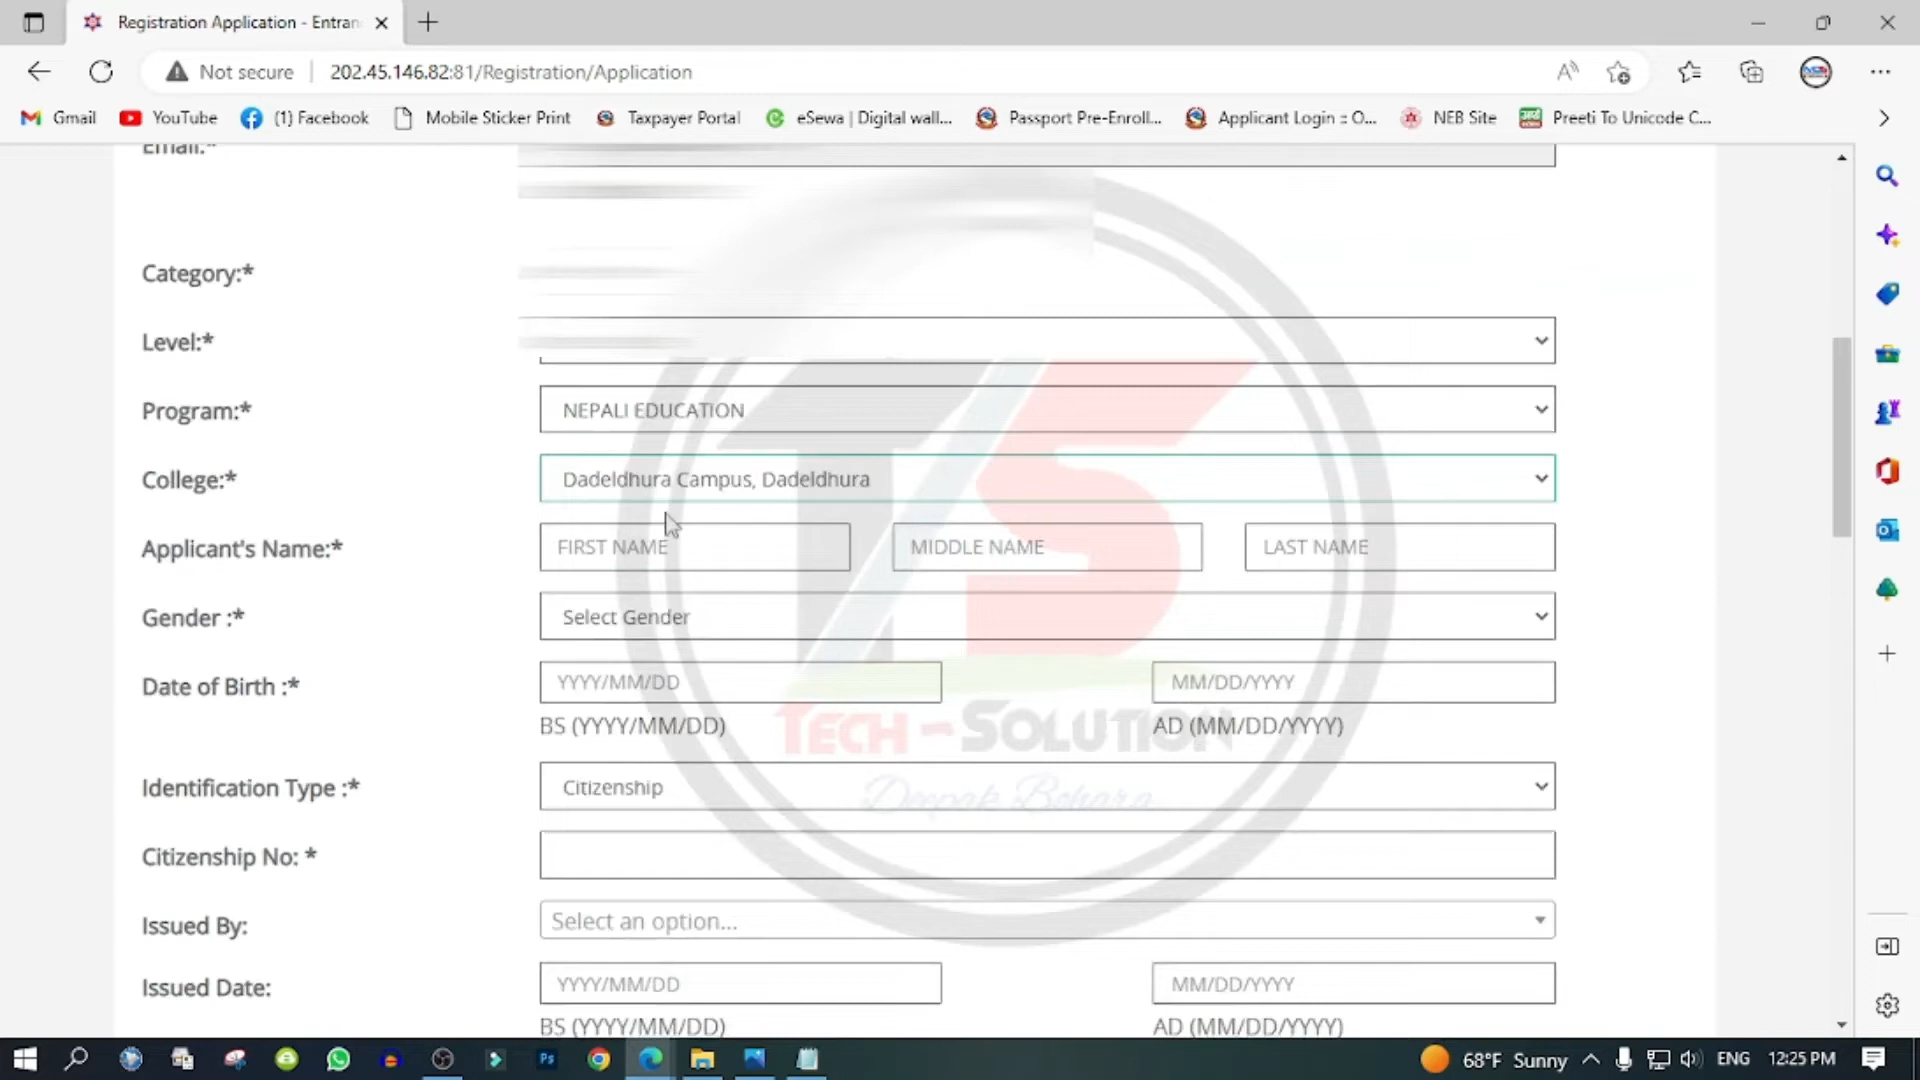 Registration Application - Entran
Not secure 202.45.146.82:81/Registration/Application
Gmail YouTube (1) Facebook Mobile Sticker Print Taxpayer Portal eSewa | Digital wall... Passport Pre-Enroll... Applicant Login :: O... NEB Site Preeti To Unicode C...
Email:*
Category:*
Level:*
Program:* NEPALI EDUCATION
College:* Dadeldhura Campus, Dadeldhura
Applicant's Name:* FIRST NAME MIDDLE NAME LAST NAME
Gender :* Select Gender
Date of Birth :* YYYY/MM/DD MM/DD/YYYY
BS (YYYY/MM/DD) AD (MM/DD/YYYY)
TECH - SOLUTION
Identification Type :* Citizenship
Deepak Bohara
Citizenship No: *
Issued By: Select an option...
Issued Date: YYYY/MM/DD MM/DD/YYYY
BS (YYYY/MM/DD) AD (MM/DD/YYYY)
Ps 68°F Sunny ENG 12:25 PM